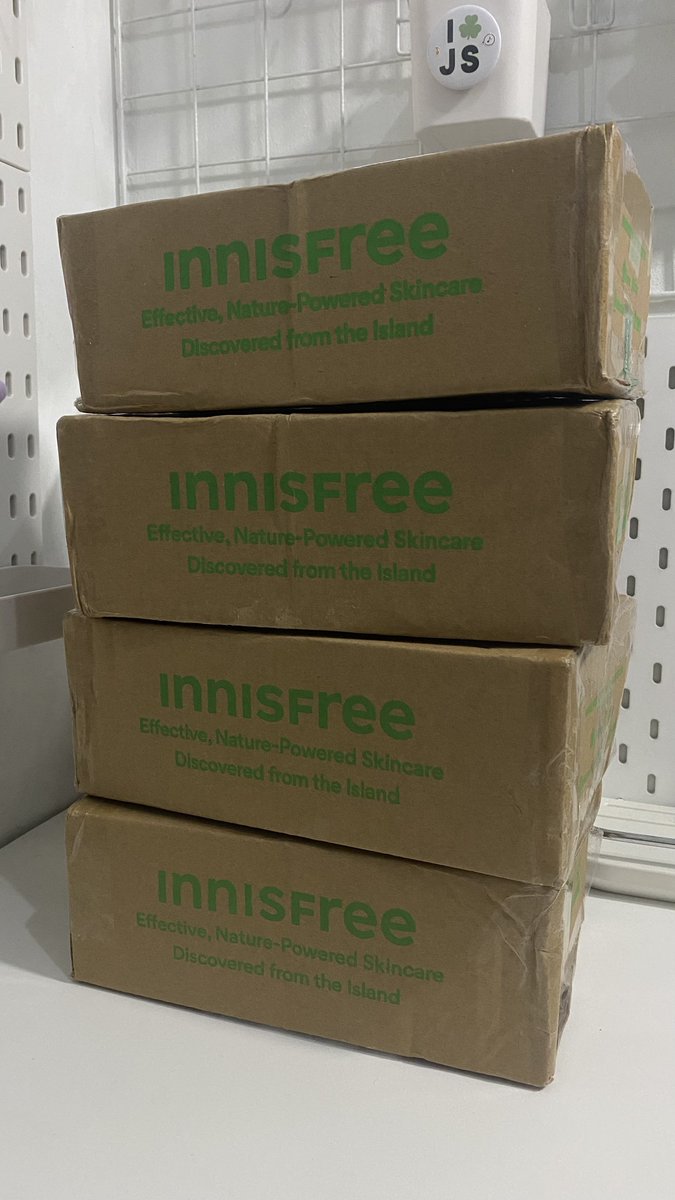 I ☘
JS
INNISFree
Effective, Nature-Powered Skincare
Discovered from the Island
INNISFree
Effective, Nature-Powered Skincare
Discovered from the Island
INNISFree
Effective, Nature-Powered Skincare
Discovered from the Island
INNISFree
Effective, Nature-Powered Skincare
Discovered from the Island